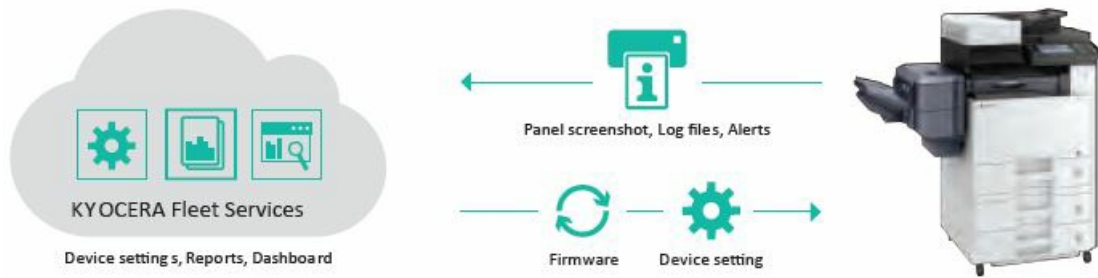 Panel screenshot, Log files, Alerts
KYOCERA Fleet Services
Device settings, Reports, Dashboard
Firmware
Device setting